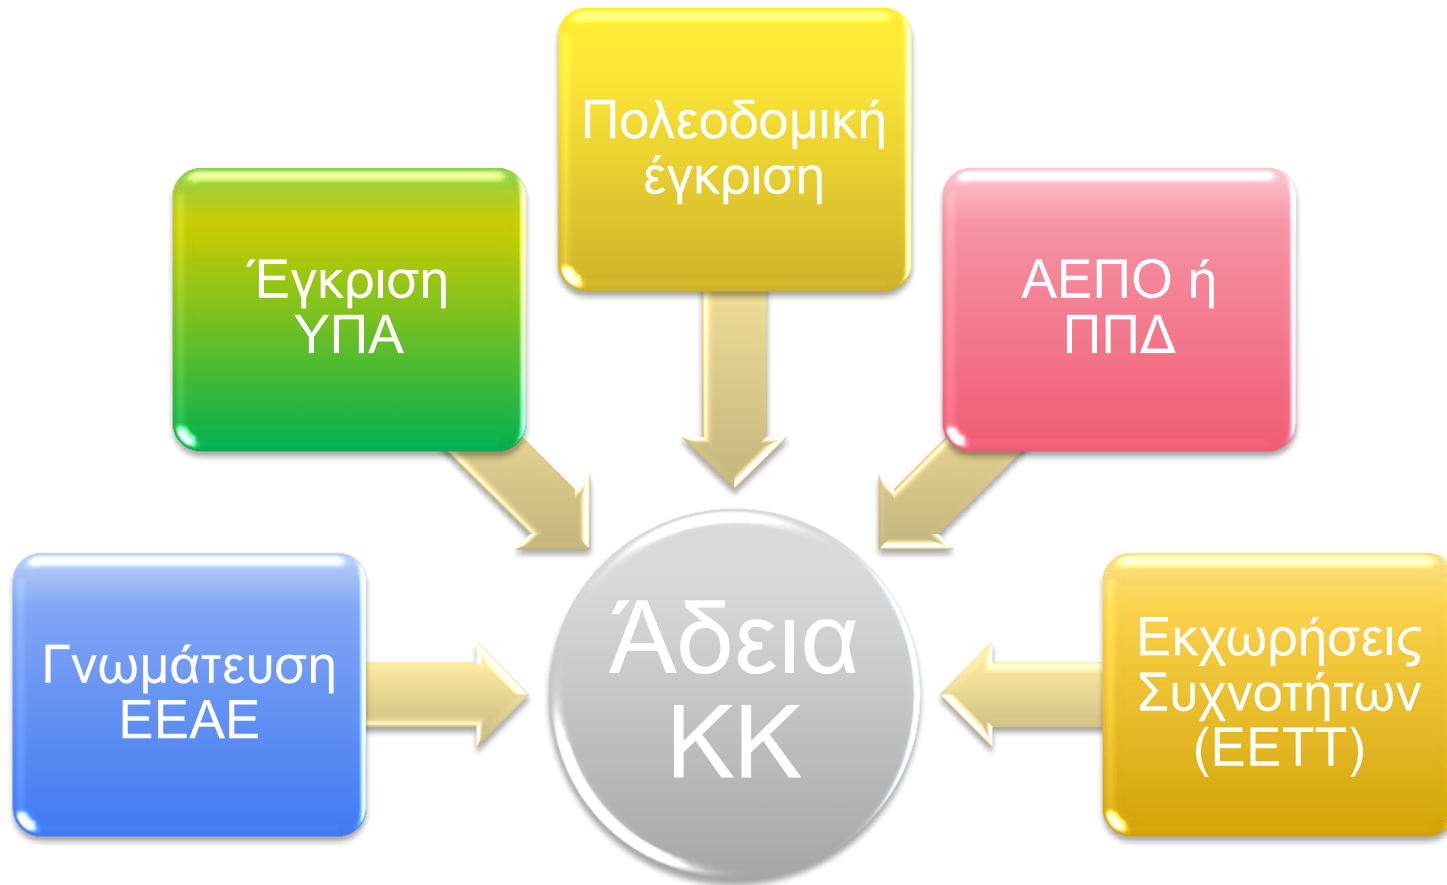 Πολεοδομική
έγκριση
Έγκριση
ΥΠΑ
ΑΕΠΟ ή
ΠΠΔ
Γνωμάτευση
ΕΕΑΕ
Άδεια
ΚΚ
Εκχωρήσεις
Συχνοτήτων
(ΕΕΤΤ)